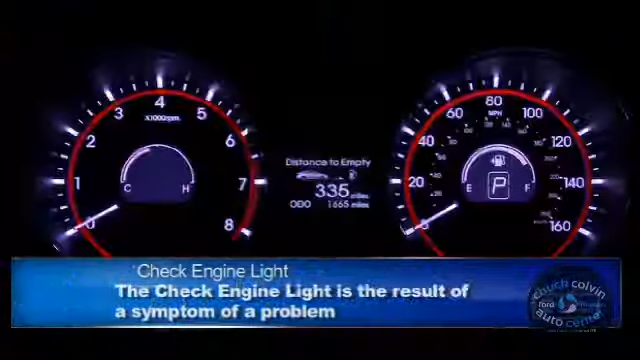 4
3
5
X1000rpm
2
6
1
7
0
8
C
H
Distance to Empty
335 miles
ODO 1665 miles
80
60
MPH
100
40
120
20
140
160
E
P
F
Check Engine Light
The Check Engine Light is the result of
a symptom of a problem
chuck colvin
ford
auto center